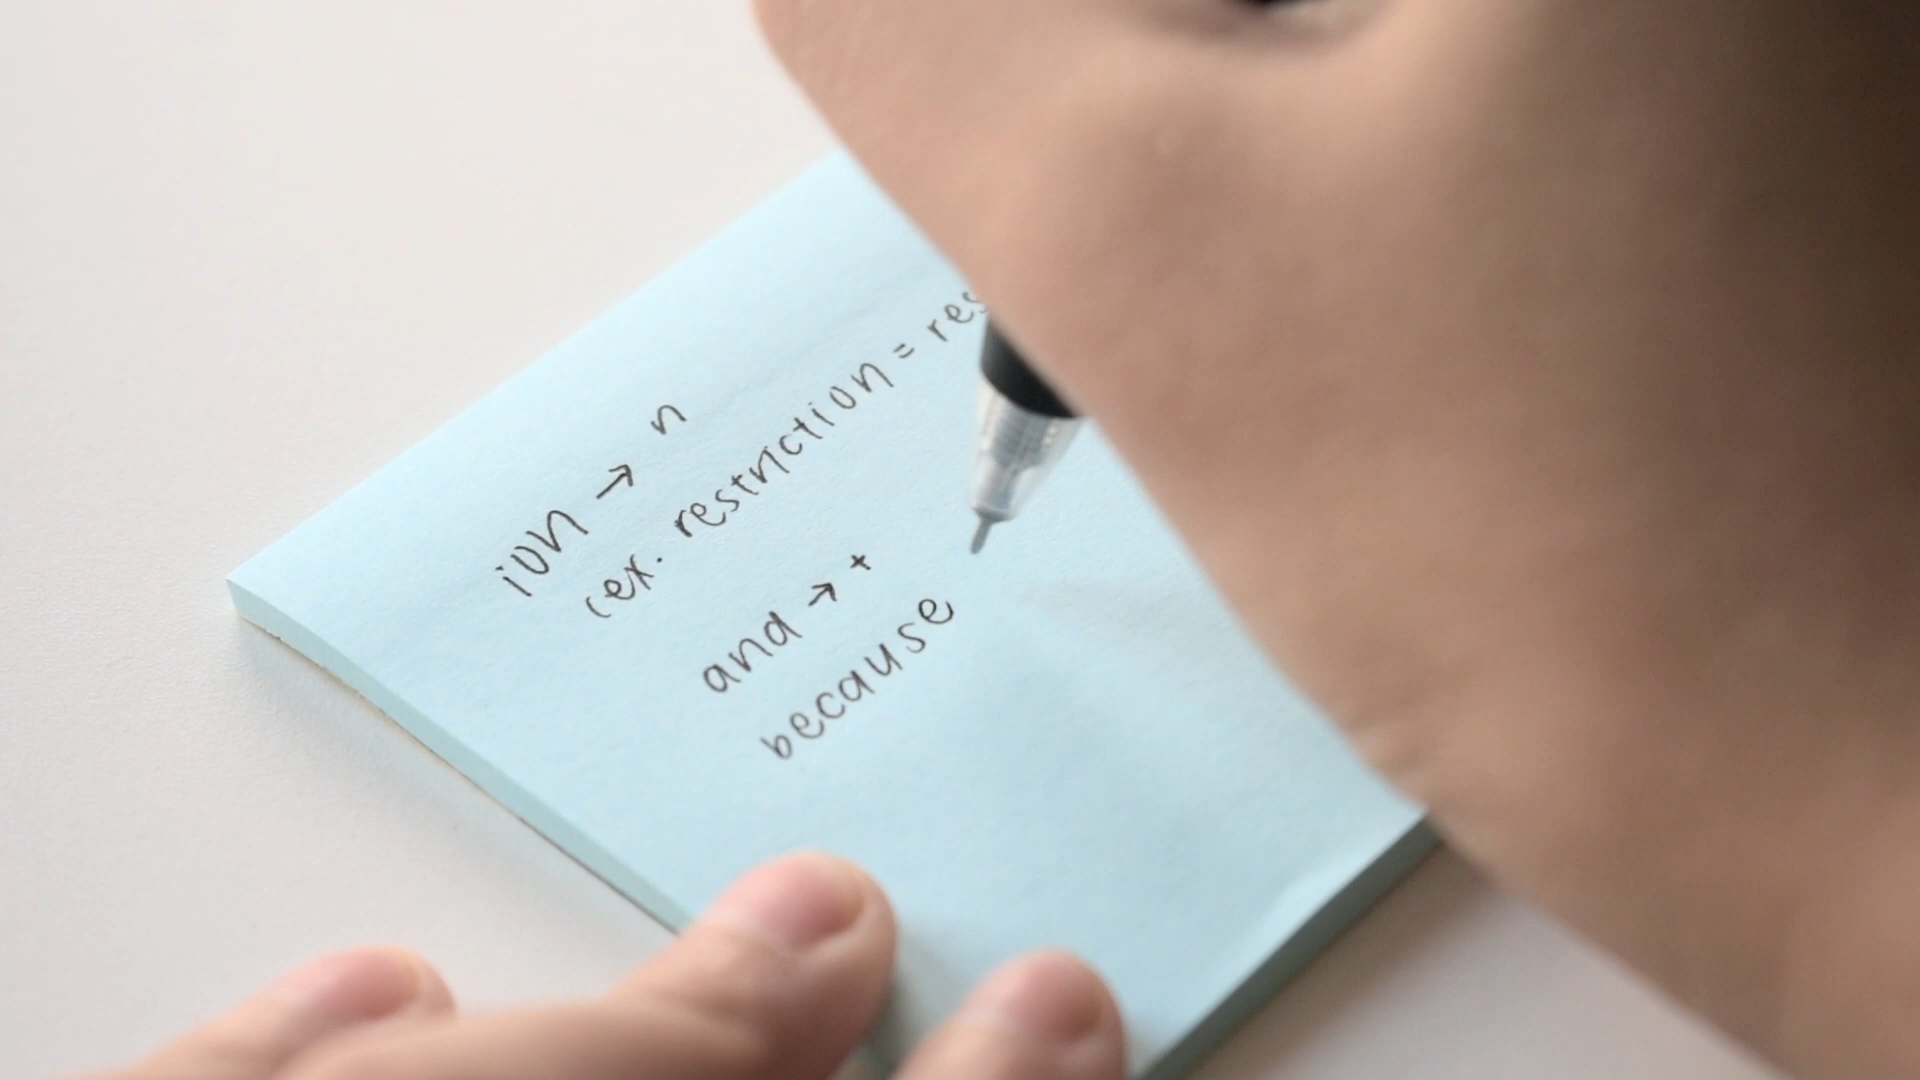 ion → n
(ex. restriction = res
and → +
because